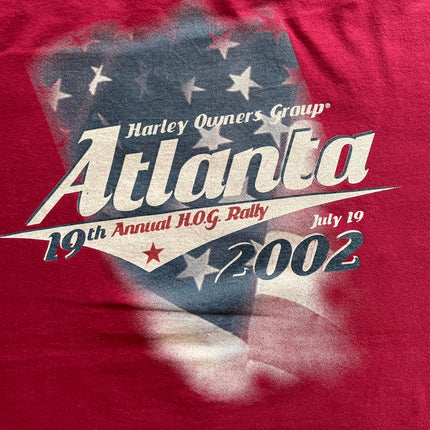 Harley Owners Group®
Atlanta
19th Annual H.O.G. Rally
July 19
2002